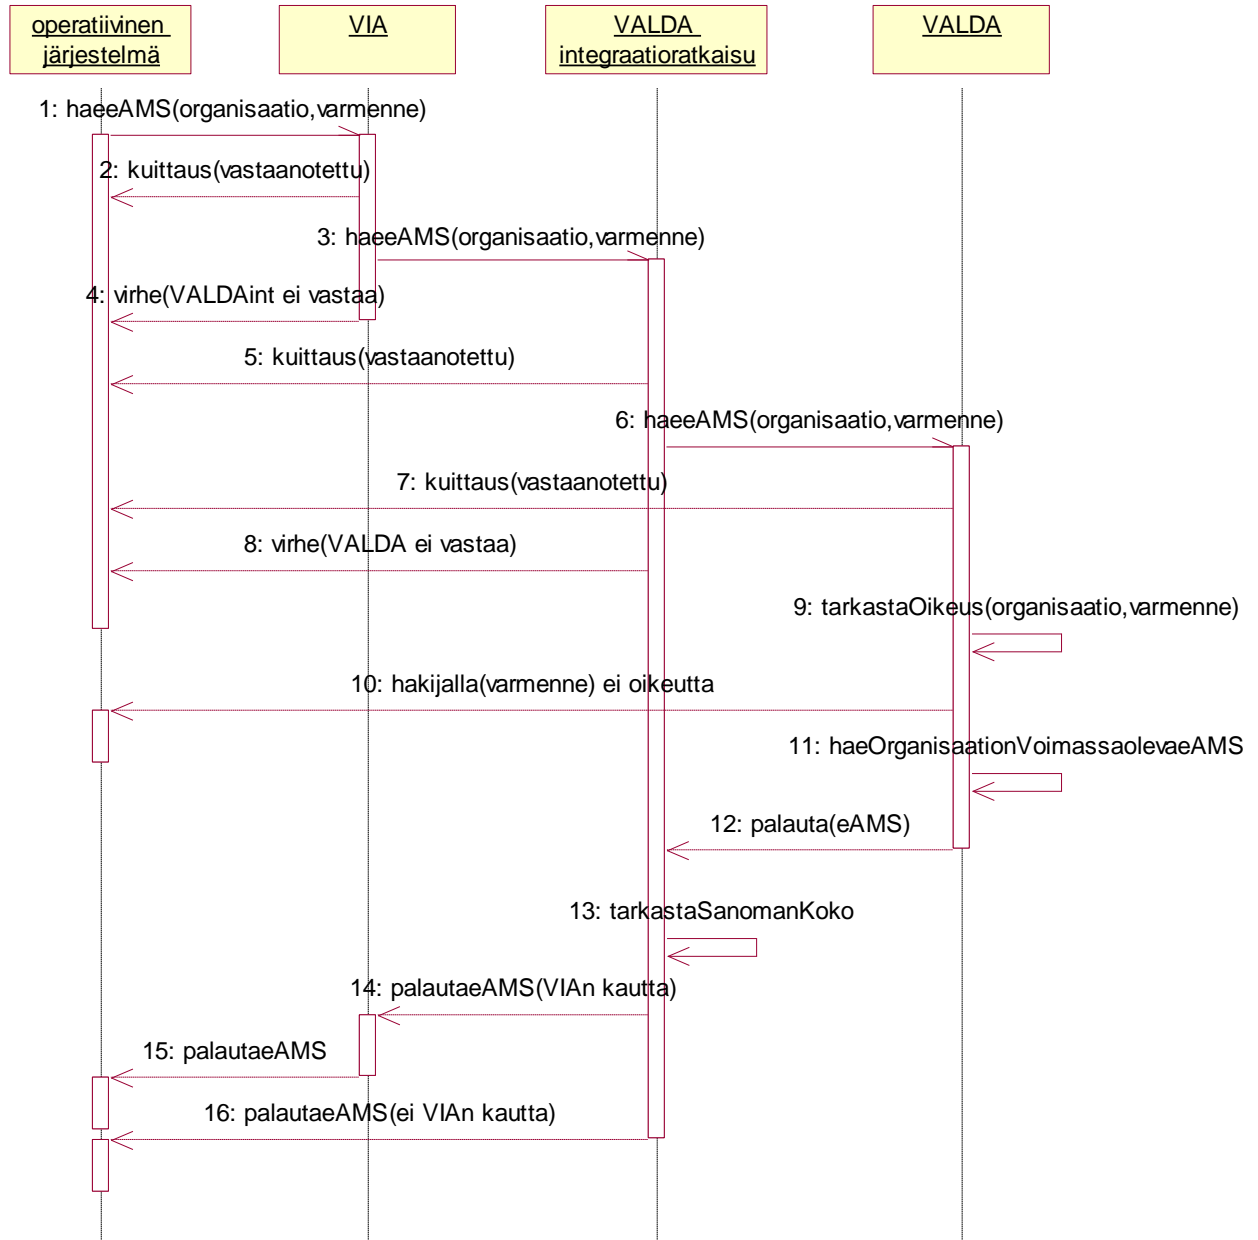 operatiivinen
järjestelmä
VIA
VALDA
integraatioratkaisu
VALDA
1: haeeAMS(organisaatio,varmenne)
2: kuittaus(vastaanotettu)
3: haeeAMS(organisaatio,varmenne)
4: virhe(VALDAint ei vastaa)
5: kuittaus(vastaanotettu)
6: haeeAMS(organisaatio,varmenne)
7: kuittaus(vastaanotettu)
8: virhe(VALDA ei vastaa)
9: tarkastaOikeus(organisaatio,varmenne)
10: hakijalla(varmenne) ei oikeutta
11: haeOrganisaationVoimassaolevaeAMS
12: palauta(eAMS)
13: tarkastaSanomanKoko
14: palautaeAMS(VIAn kautta)
15: palautaeAMS
16: palautaeAMS(ei VIAn kautta)